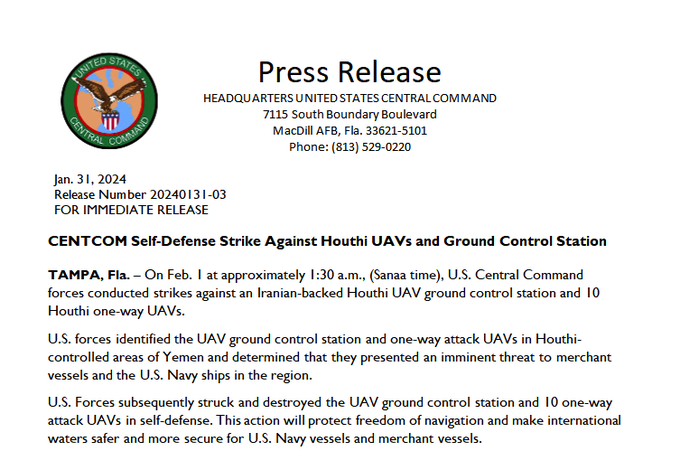 UNITED STATES
CENTRAL COMMAND
Press Release
HEADQUARTERS UNITED STATES CENTRAL COMMAND
7115 South Boundary Boulevard
MacDill AFB, Fla. 33621-5101
Phone: (813) 529-0220
Jan. 31, 2024
Release Number 20240131-03
FOR IMMEDIATE RELEASE
CENTCOM Self-Defense Strike Against Houthi UAVs and Ground Control Station
TAMPA, Fla. – On Feb. 1 at approximately 1:30 a.m., (Sanaa time), U.S. Central Command
forces conducted strikes against an Iranian-backed Houthi UAV ground control station and 10
Houthi one-way UAVs.
U.S. forces identified the UAV ground control station and one-way attack UAVs in Houthi-
controlled areas of Yemen and determined that they presented an imminent threat to merchant
vessels and the U.S. Navy ships in the region.
U.S. Forces subsequently struck and destroyed the UAV ground control station and 10 one-way
attack UAVs in self-defense. This action will protect freedom of navigation and make international
waters safer and more secure for U.S. Navy vessels and merchant vessels.